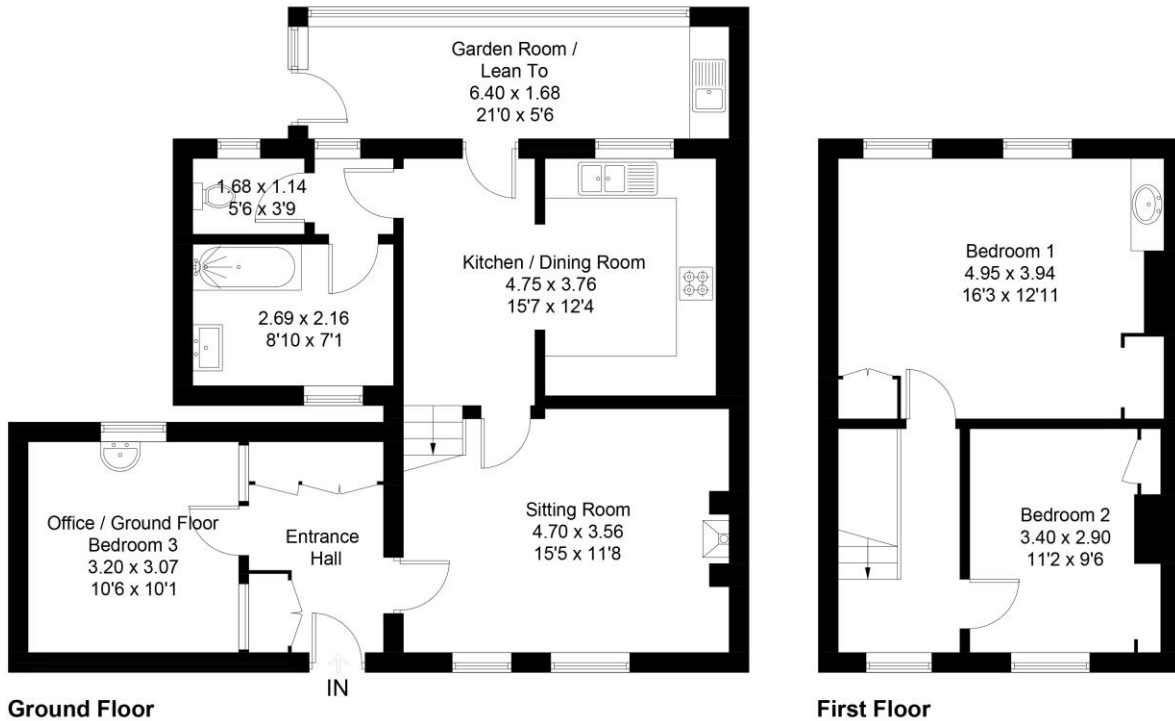 Garden Room /
Lean To
6.40 x 1.68
21'0 x 5'6
1.68 x 1.14
5'6 x 3'9
Kitchen / Dining Room
4.75 x 3.76
15'7 x 12'4
2.69 x 2.16
8'10 x 7'1
Office / Ground Floor
Bedroom 3
3.20 x 3.07
10'6 x 10'1
Entrance
Hall
Sitting Room
4.70 x 3.56
15'5 x 11'8
IN
Ground Floor
Bedroom 1
4.95 x 3.94
16'3 x 12'11
Bedroom 2
3.40 x 2.90
11'2 x 9'6
First Floor